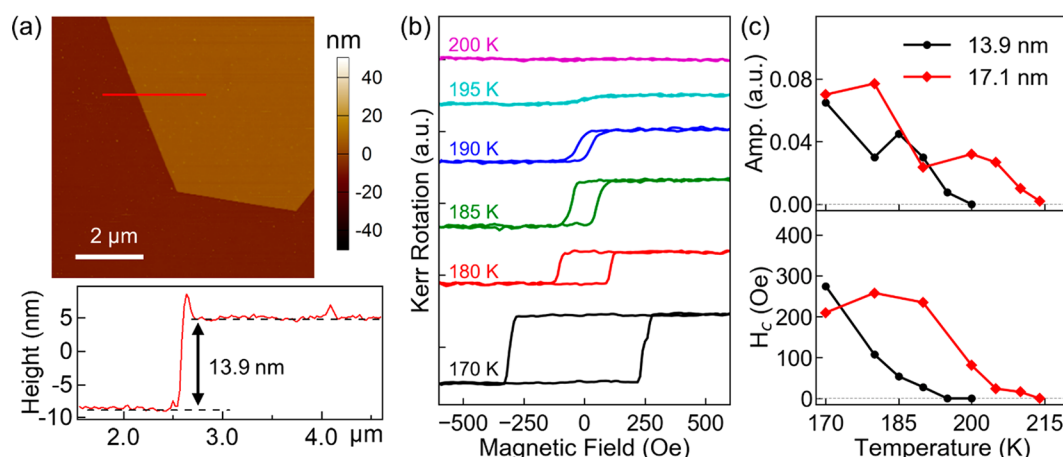 (a)
nm
40
20
0
-20
-40
2 μm
Height (nm)
5
0
-5
-10
13.9 nm
2.0 3.0 4.0 μm
(b)
200 K
195 K
190 K
185 K
180 K
170 K
Kerr Rotation (a.u.)
−500 −250 0 250 500
Magnetic Field (Oe)
(c)
13.9 nm
17.1 nm
Amp. (a.u.)
0.08
0.04
0.00
H_c (Oe)
400
300
200
100
0
170 185 200 215
Temperature (K)